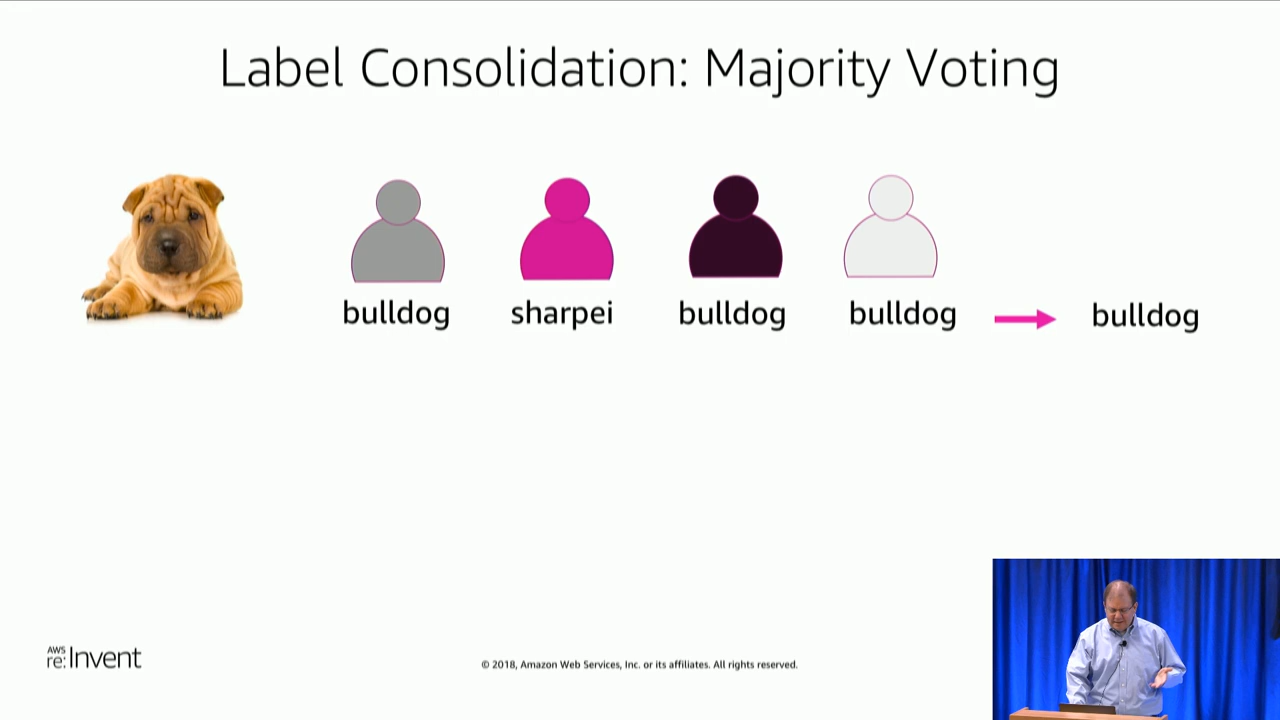 Label Consolidation: Majority Voting
bulldog
sharpei
bulldog
bulldog
bulldog
AWS
re:Invent
© 2018, Amazon Web Services, Inc. or its affiliates. All rights reserved.